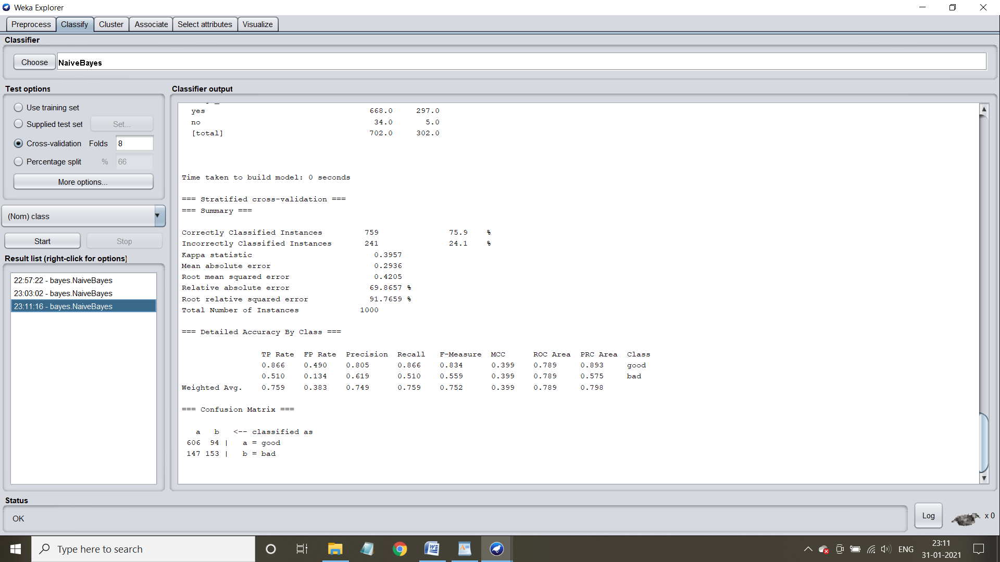 Weka Explorer
Preprocess Classify Cluster Associate Select attributes Visualize
Classifier
Choose NaiveBayes
Test options
Use training set
Supplied test set Set...
Cross-validation Folds 8
Percentage split % 66
More options...
(Nom) class
Start Stop
Result list (right-click for options)
22:57:22 - bayes.NaiveBayes
23:03:02 - bayes.NaiveBayes
23:11:16 - bayes.NaiveBayes
Classifier output
yes 668.0 297.0
no 34.0 5.0
[total] 702.0 302.0
Time taken to build model: 0 seconds
=== Stratified cross-validation ===
=== Summary ===
Correctly Classified Instances 759 75.9 %
Incorrectly Classified Instances 241 24.1 %
Kappa statistic 0.3957
Mean absolute error 0.2936
Root mean squared error 0.4205
Relative absolute error 69.8657 %
Root relative squared error 91.7659 %
Total Number of Instances 1000
=== Detailed Accuracy By Class ===
TP Rate FP Rate Precision Recall F-Measure MCC ROC Area PRC Area Class
0.866 0.490 0.805 0.866 0.834 0.399 0.789 0.893 good
0.510 0.134 0.619 0.510 0.559 0.399 0.789 0.575 bad
Weighted Avg. 0.759 0.383 0.749 0.759 0.752 0.399 0.789 0.798
=== Confusion Matrix ===
a b <-- classified as
606 94 | a = good
147 153 | b = bad
Status
OK
Log x 0
Type here to search
ENG
23:11
31-01-2021